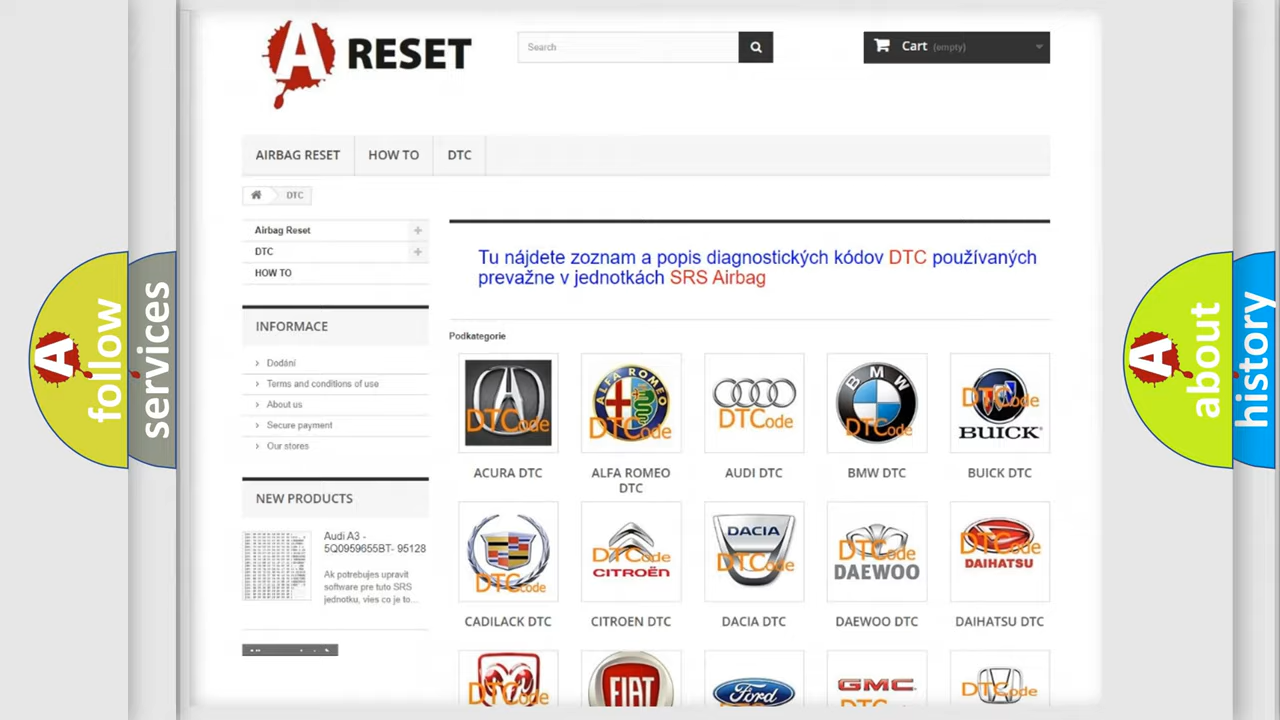 A RESET
Search
Cart (empty)
AIRBAG RESET
HOW TO
DTC
DTC
Airbag Reset
DTC
HOW TO
INFORMACE
Dodání
Terms and conditions of use
About us
Secure payment
Our stores
NEW PRODUCTS
Audi A3 -
5Q0959655BT- 95128
Ak potrebujes upravit
software pre tuto SRS
jednotku, vies co je to...
Tu nájdete zoznam a popis diagnostických kódov DTC používaných
prevažne v jednotkách SRS Airbag
Podkategorie
DTCode
ALFA ROMEO
DTCode
DTCode
BMW
DTCode
DTCode
BUICK
ACURA DTC
ALFA ROMEO
DTC
AUDI DTC
BMW DTC
BUICK DTC
DTCode
DTCode
CITROËN
DACIA
DTCode
DTCode
DAEWOO
DTCode
DAIHATSU
CADILACK DTC
CITROEN DTC
DACIA DTC
DAEWOO DTC
DAIHATSU DTC
DTCode
FIAT
Ford
GMC
DTCode
A
follow
services
A
about
history